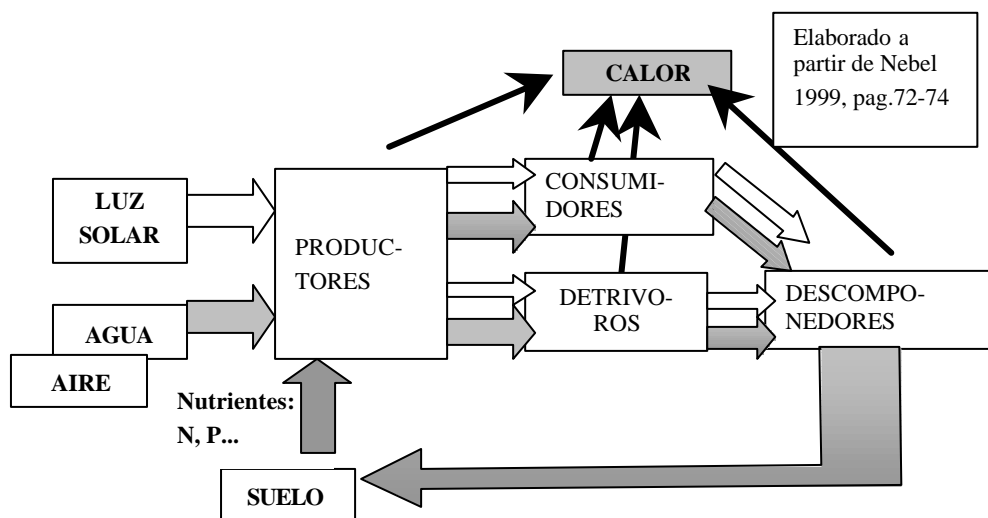 Elaborado a
partir de Nebel
1999, pag.72-74
CALOR
LUZ
SOLAR
PRODUC-
TORES
CONSUMI-
DORES
AGUA
AIRE
DETRIVO-
ROS
DESCOMPO-
NEDORES
Nutrientes:
N, P...
SUELO